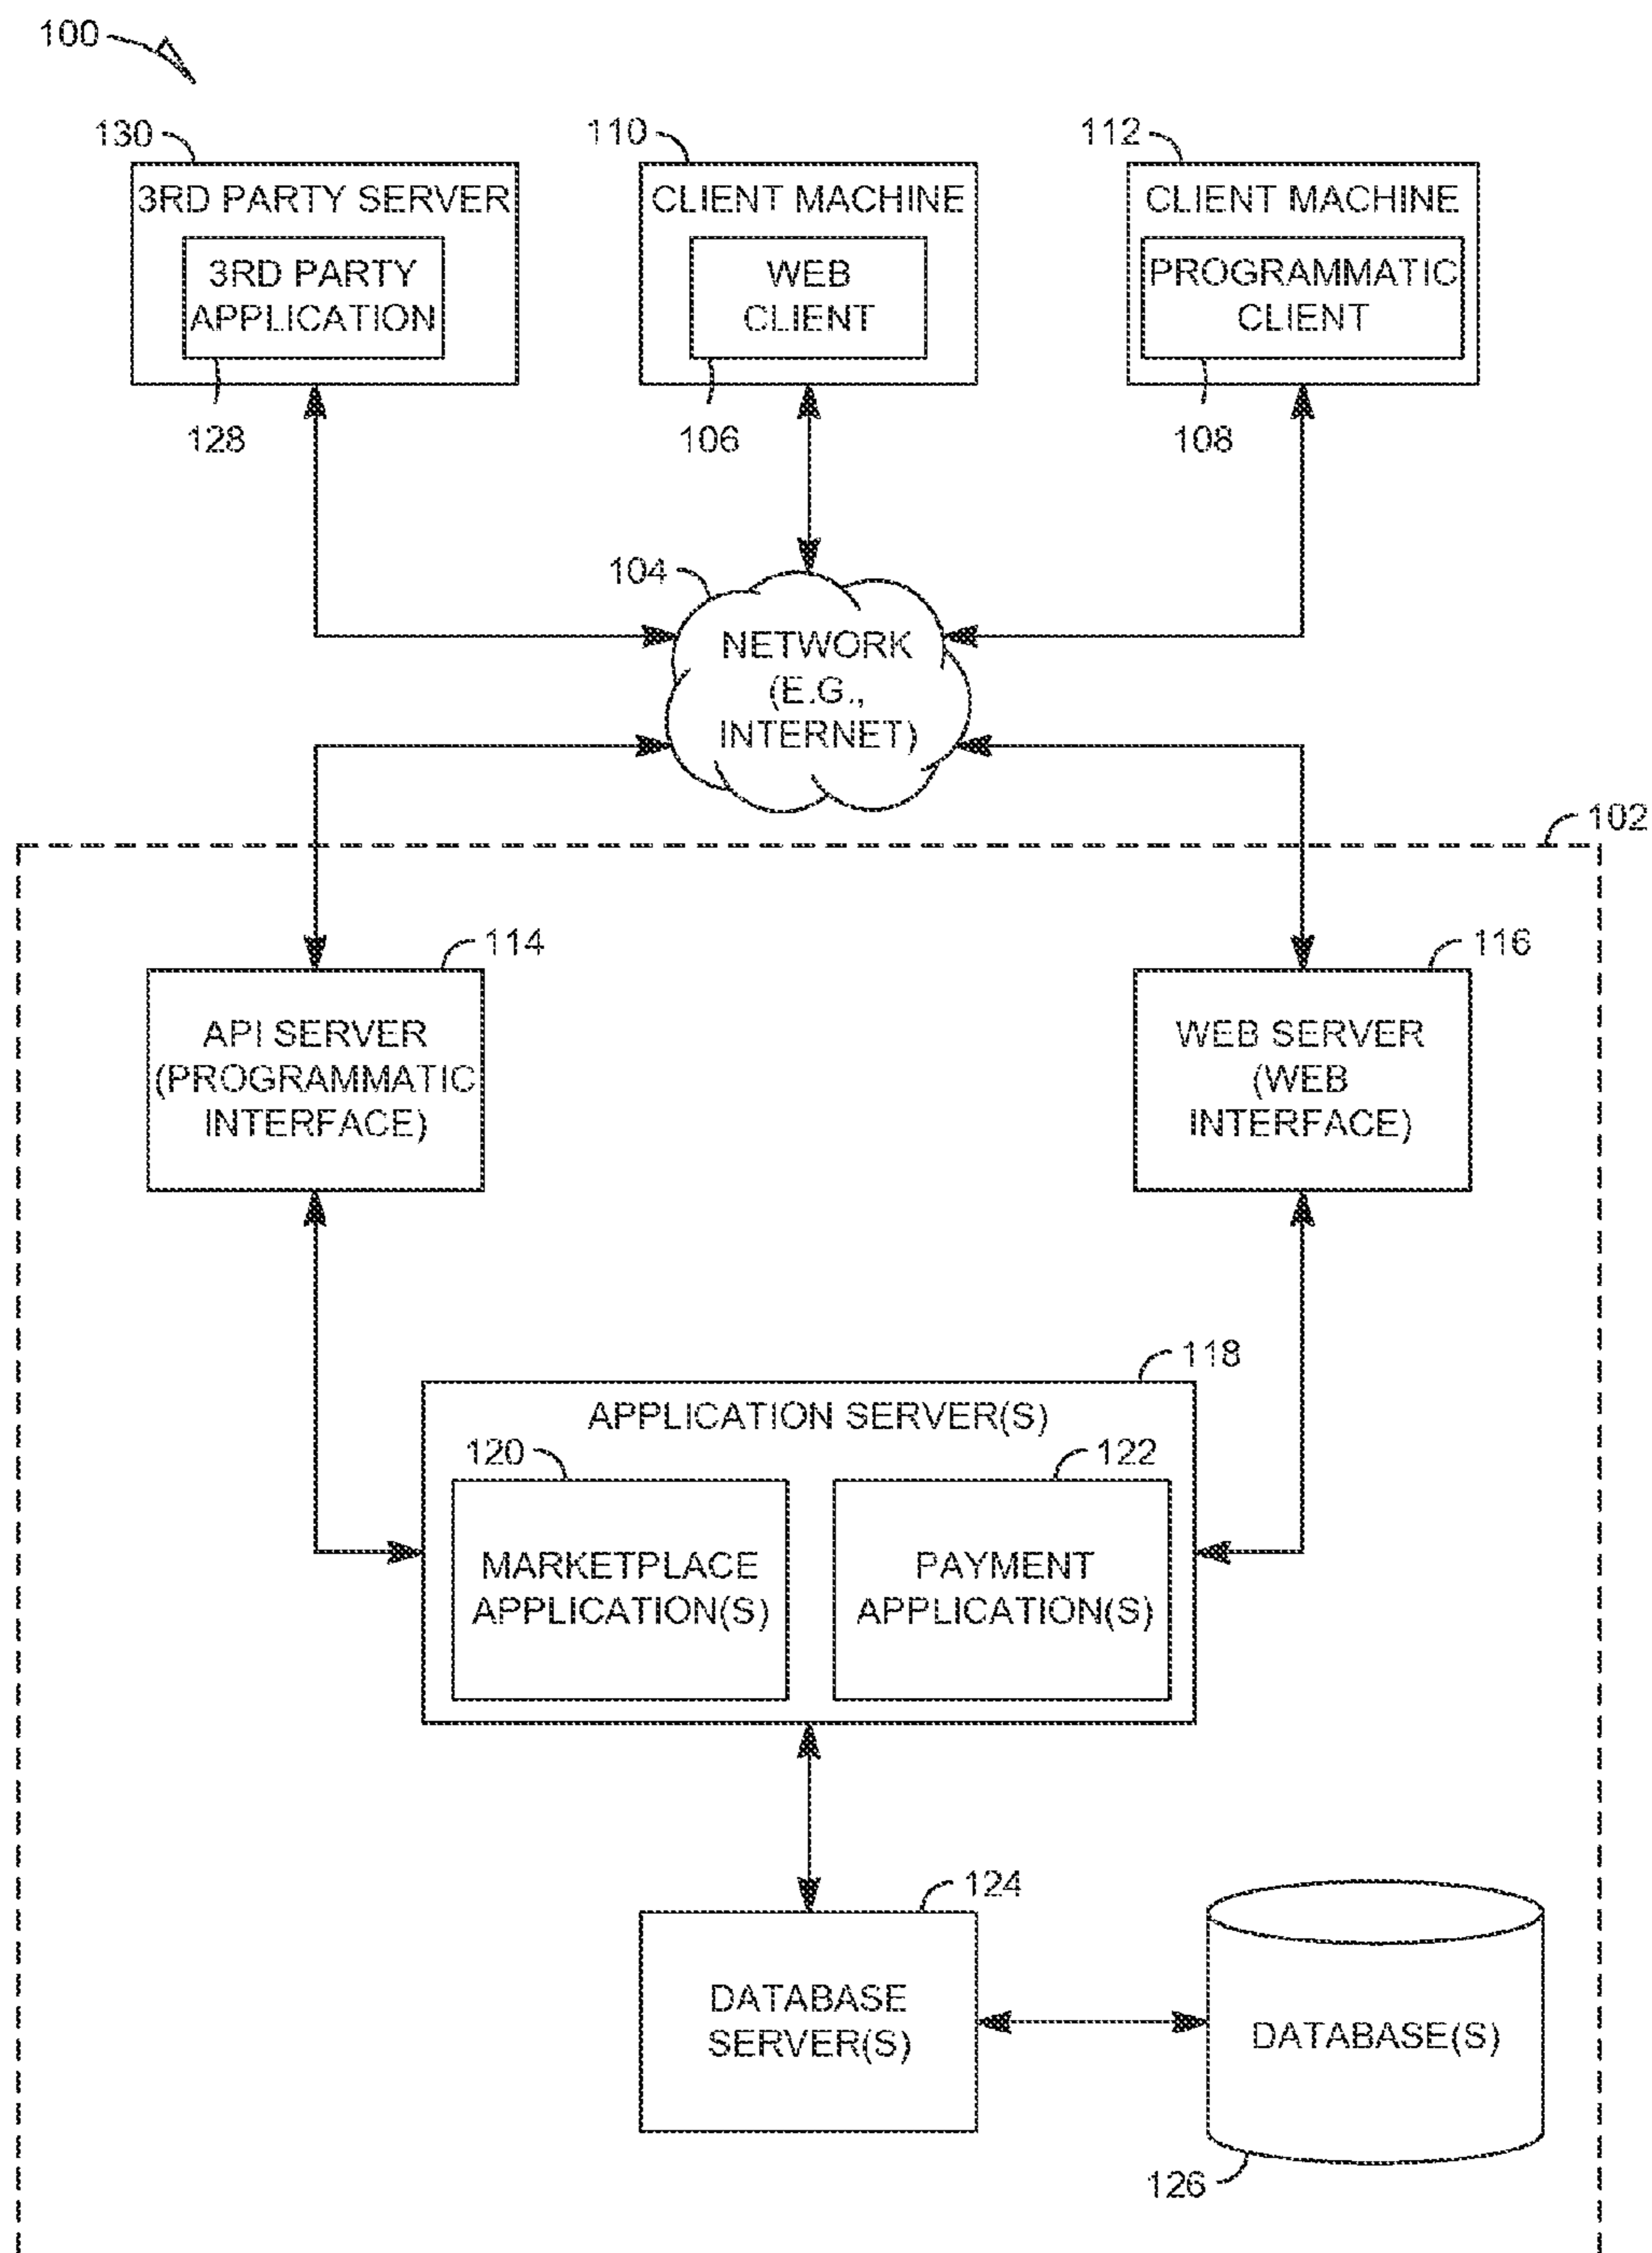 100
130
110
112
3RD PARTY SERVER
CLIENT MACHINE
CLIENT MACHINE
3RD PARTY
APPLICATION
WEB
CLIENT
PROGRAMMATIC
CLIENT
128
106
108
104
NETWORK
(E.G.,
INTERNET)
102
114
116
API SERVER
(PROGRAMMATIC
INTERFACE)
WEB SERVER
(WEB
INTERFACE)
118
APPLICATION SERVER(S)
120
122
MARKETPLACE
APPLICATION(S)
PAYMENT
APPLICATION(S)
124
DATABASE
SERVER(S)
DATABASE(S)
126